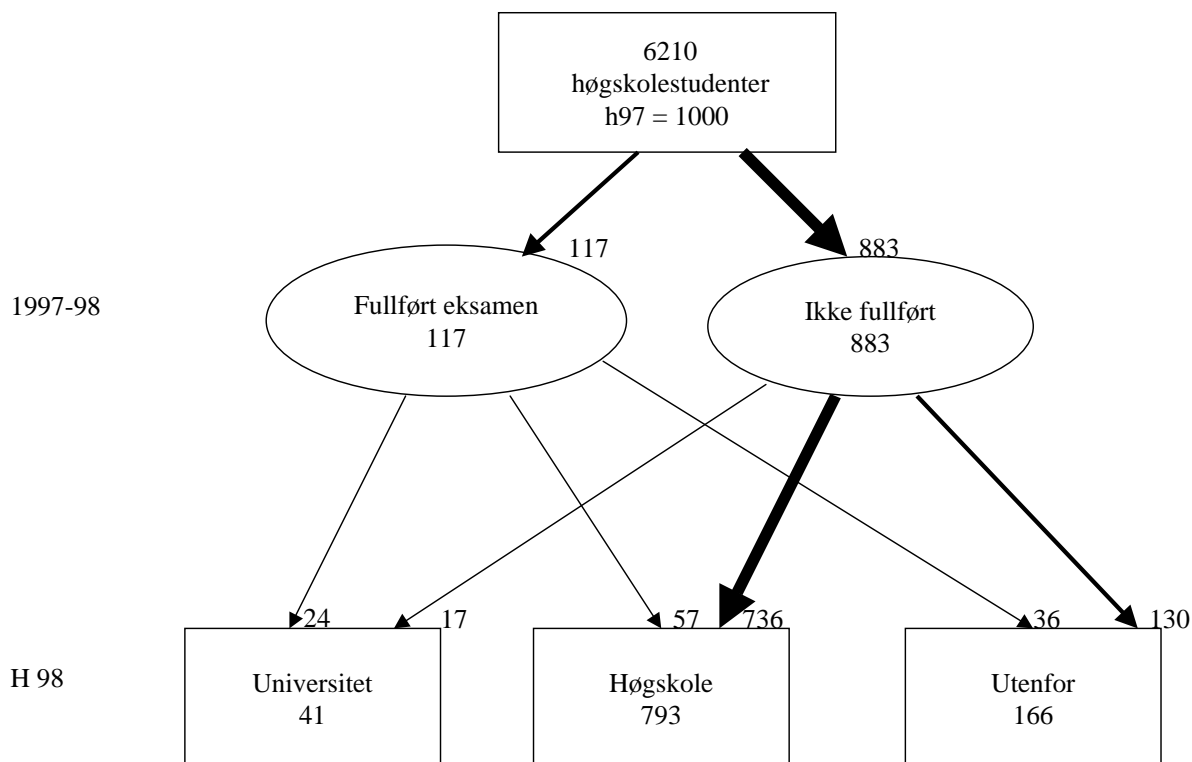 6210
høgskolestudenter
h97 = 1000
117
883
1997-98
Fullført eksamen
117
Ikke fullført
883
24
17
57
736
36
130
H 98
Universitet
41
Høgskole
793
Utenfor
166